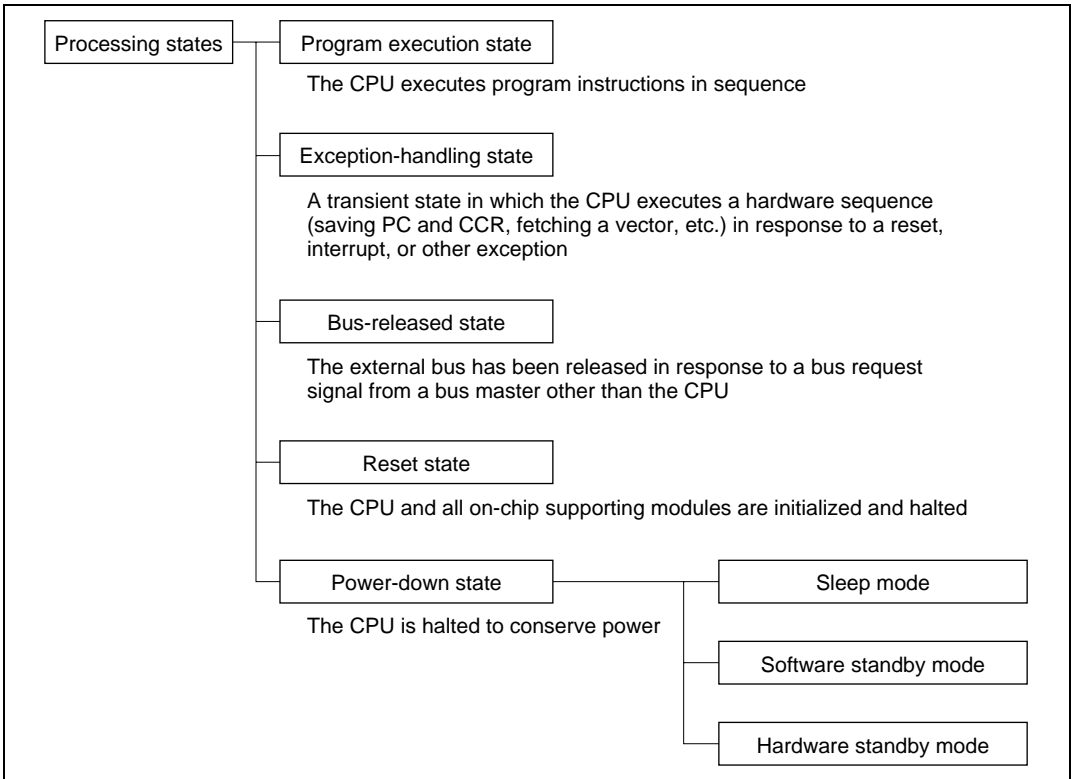 Processing states
Program execution state
The CPU executes program instructions in sequence
Exception-handling state
A transient state in which the CPU executes a hardware sequence
(saving PC and CCR, fetching a vector, etc.) in response to a reset,
interrupt, or other exception
Bus-released state
The external bus has been released in response to a bus request
signal from a bus master other than the CPU
Reset state
The CPU and all on-chip supporting modules are initialized and halted
Power-down state
The CPU is halted to conserve power
Sleep mode
Software standby mode
Hardware standby mode